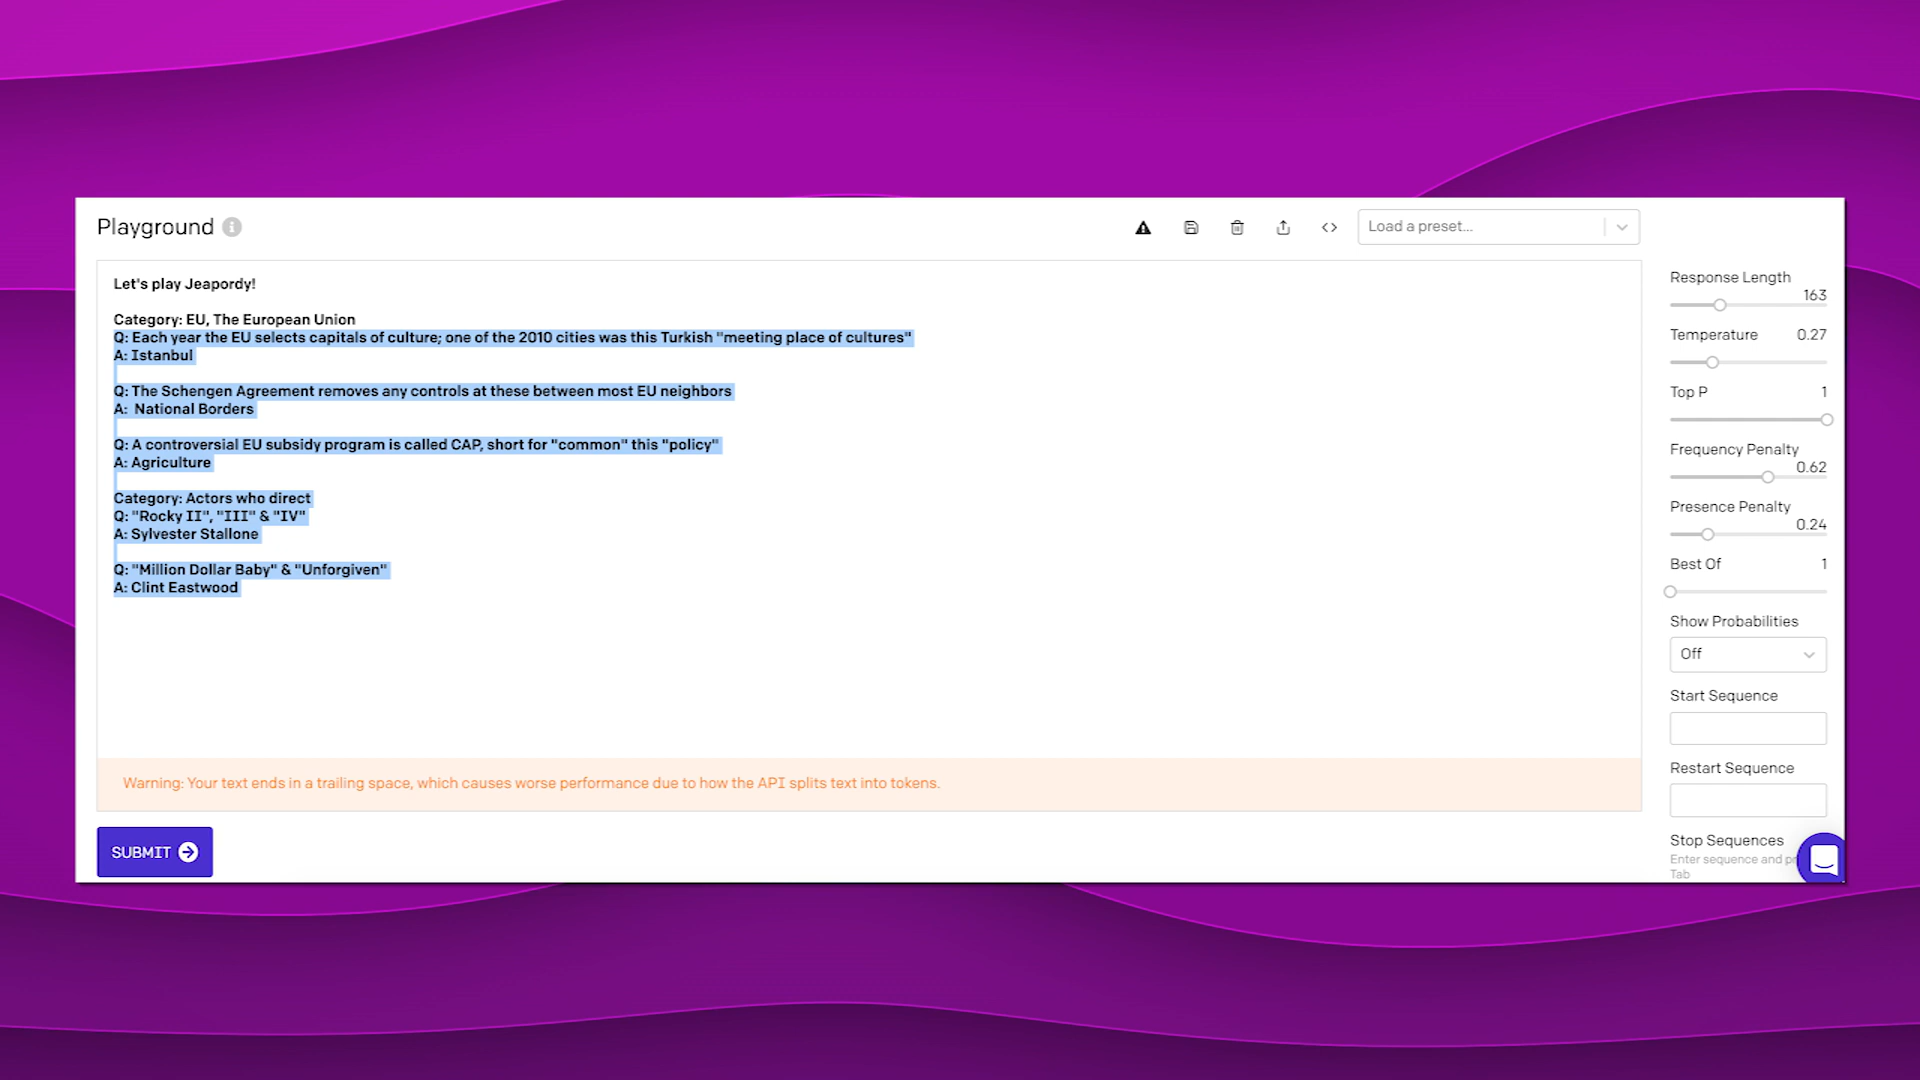 Playground
Load a preset...
Let's play Jeapordy!
Category: EU, The European Union
Q: Each year the EU selects capitals of culture; one of the 2010 cities was this Turkish "meeting place of cultures"
A: Istanbul
Q: The Schengen Agreement removes any controls at these between most EU neighbors
A:  National Borders
Q: A controversial EU subsidy program is called CAP, short for "common" this "policy"
A: Agriculture
Category: Actors who direct
Q: "Rocky II", "III" & "IV"
A: Sylvester Stallone
Q: "Million Dollar Baby" & "Unforgiven"
A: Clint Eastwood
Warning: Your text ends in a trailing space, which causes worse performance due to how the API splits text into tokens.
SUBMIT
Response Length
163
Temperature 0.27
Top P 1
Frequency Penalty
0.62
Presence Penalty
0.24
Best Of 1
Show Probabilities
Off
Start Sequence
Restart Sequence
Stop Sequences
Enter sequence and
Tab